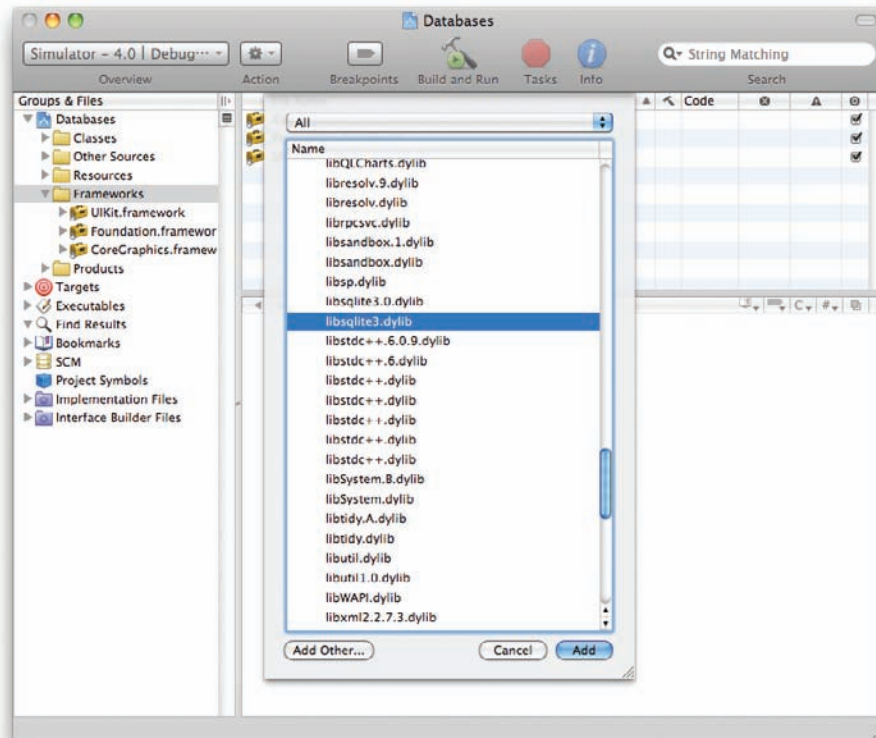 Databases
Simulator – 4.0 | Debug···
String Matching
Overview
Action
Breakpoints
Build and Run
Tasks
Info
Search
Groups & Files
Databases
Classes
Other Sources
Resources
Frameworks
UIKit.framework
Foundation.framewor
CoreGraphics.framew
Products
Targets
Executables
Find Results
Bookmarks
SCM
Project Symbols
Implementation Files
Interface Builder Files
All
Name
libQLCharts.dylib
libresolv.9.dylib
libresolv.dylib
librpcsvc.dylib
libsandbox.1.dylib
libsandbox.dylib
libsp.dylib
libsqlite3.0.dylib
libsqlite3.dylib
libstdc++.6.0.9.dylib
libstdc++.6.dylib
libstdc++.dylib
libstdc++.dylib
libstdc++.dylib
libstdc++.dylib
libstdc++.dylib
libSystem.B.dylib
libSystem.dylib
libtidy.A.dylib
libtidy.dylib
libutil.dylib
libutil1.0.dylib
libWAPI.dylib
libxml2.2.7.3.dylib
Add Other...
Cancel
Add
Code
C
#